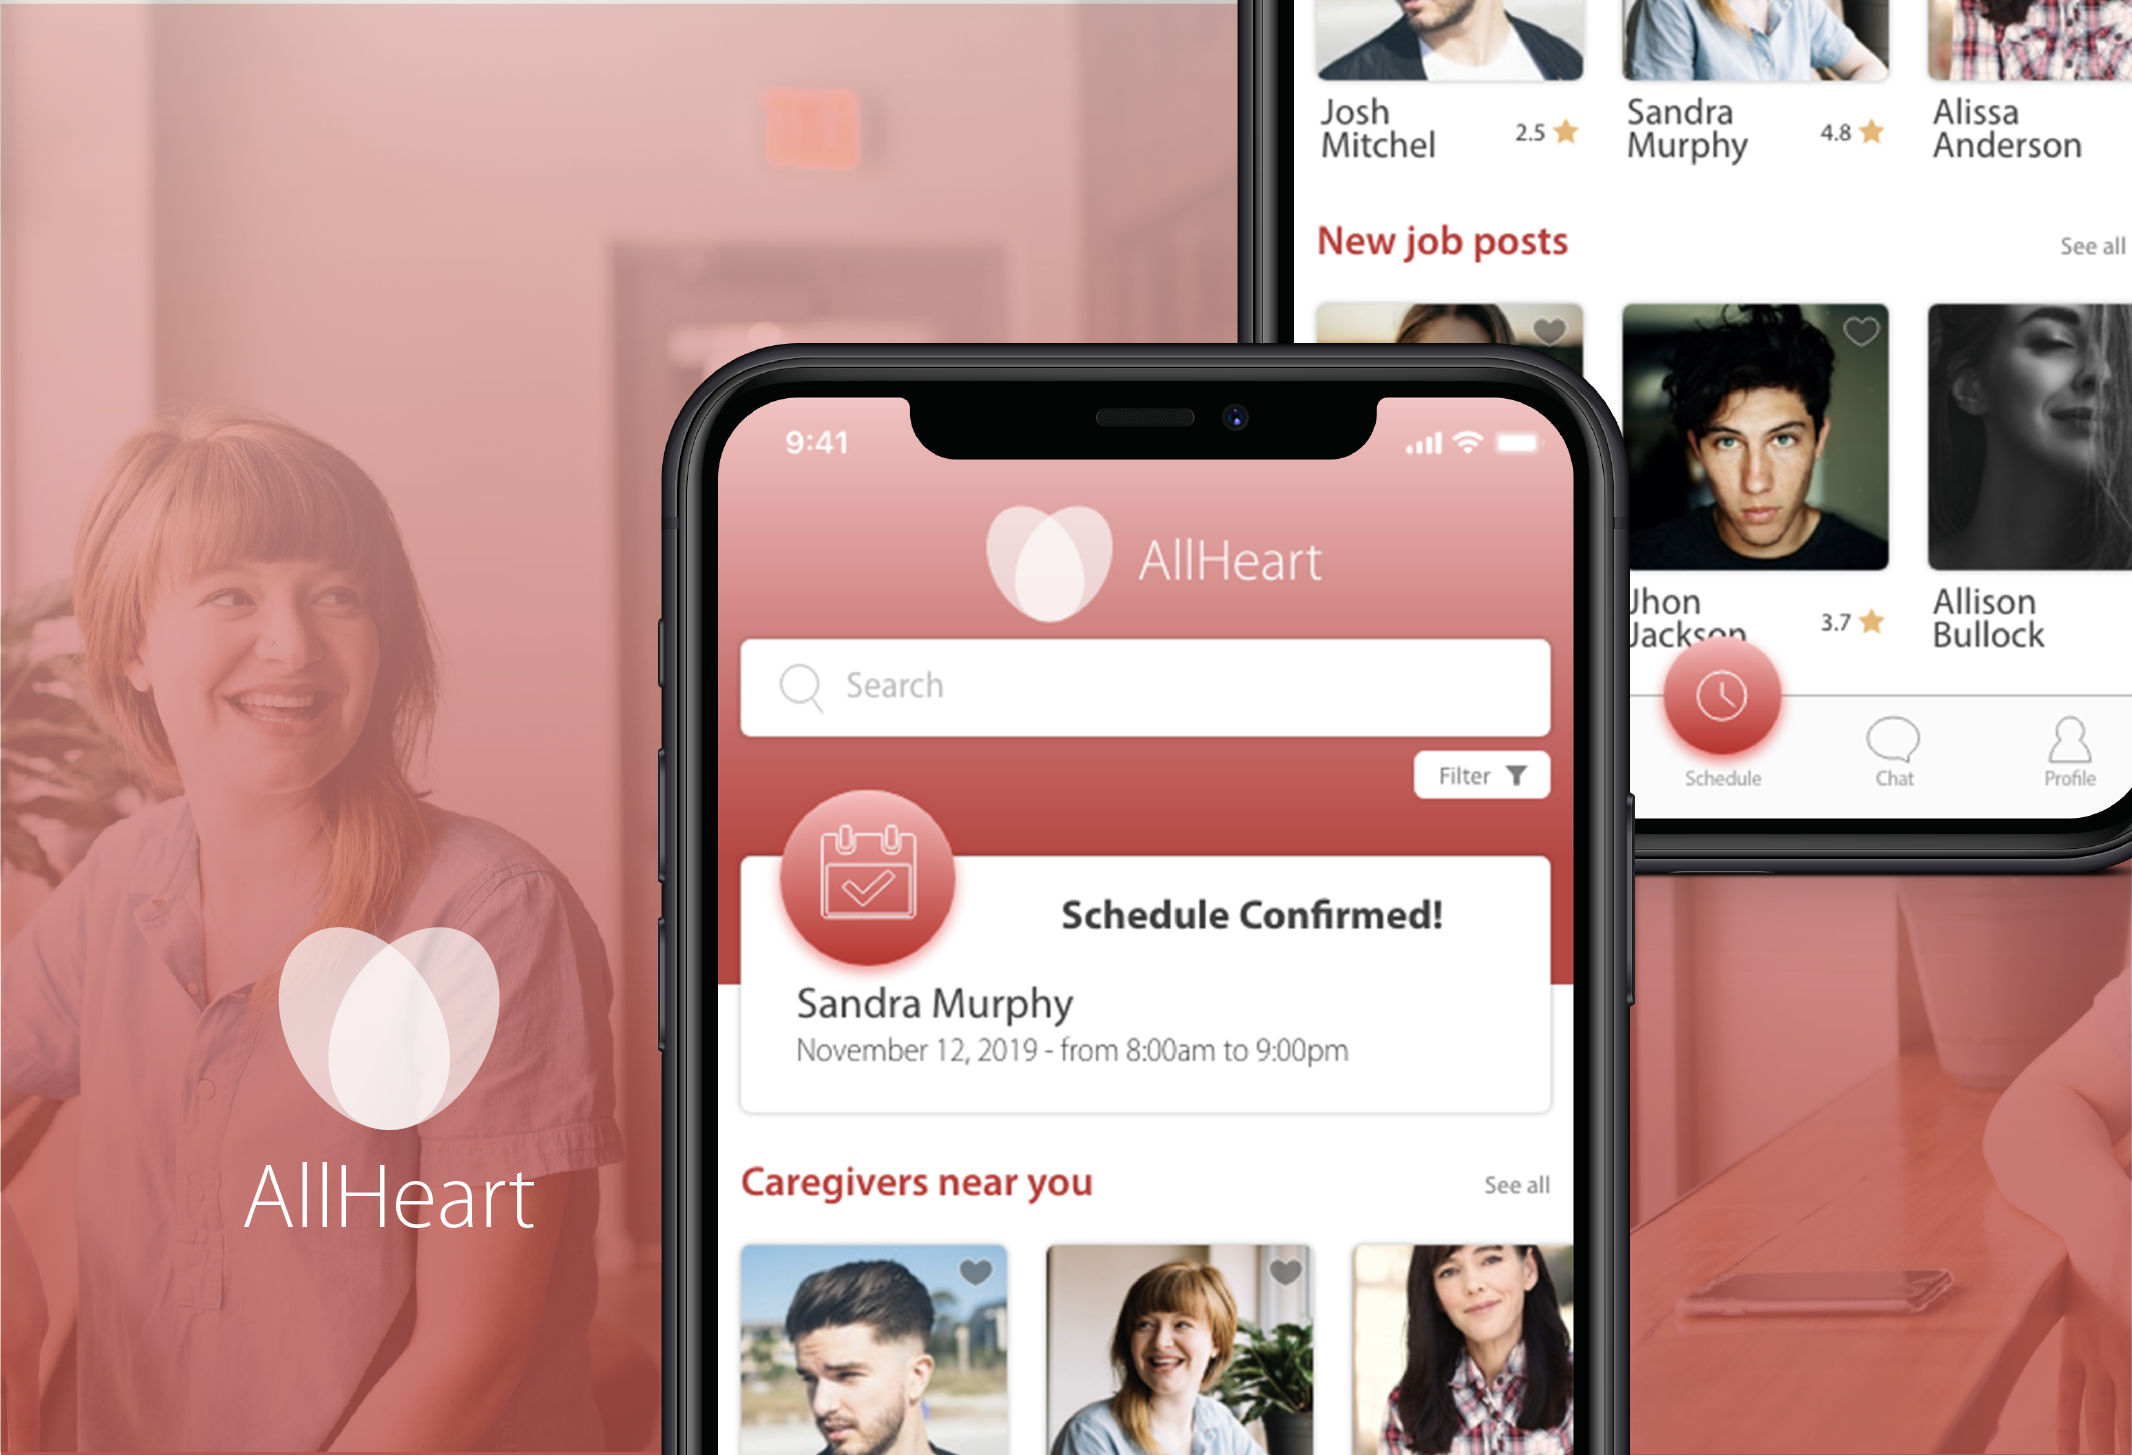 Josh
Mitchel
2.5
Sandra
Murphy
4.8
Alissa
Anderson
New job posts
See all
Jhon
Jackson
3.7
Allison
Bullock
Schedule
Chat
Profile
9:41
AllHeart
Search
Filter
Schedule Confirmed!
Sandra Murphy
November 12, 2019 - from 8:00am to 9:00pm
Caregivers near you
See all
AllHeart